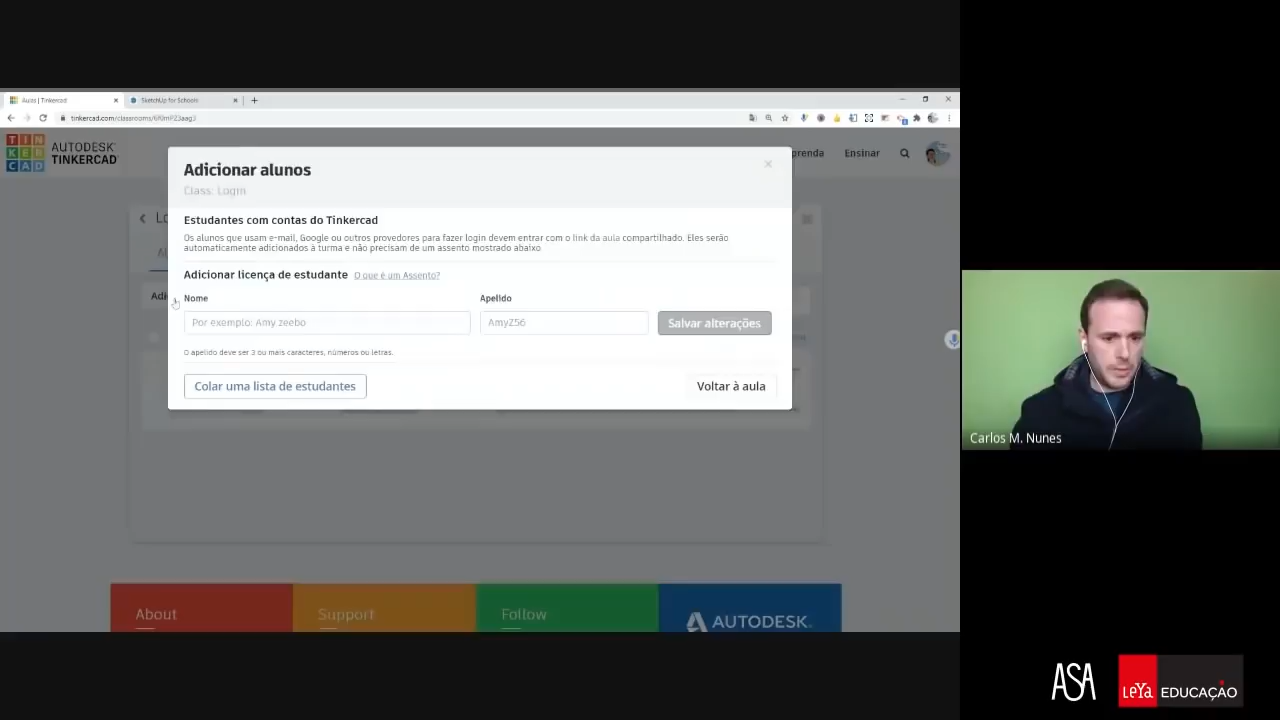 Aulas | Tinkercad
SketchUp for Schools
TIN
KER
CAD
AUTODESK
TINKERCAD
Ensinar
Adicionar alunos
Class: Login
Estudantes com contas do Tinkercad
Os alunos que usam e-mail, Google ou outros provedores para fazer login devem entrar com o link da aula compartilhado. Eles serão
automaticamente adicionados à turma e não precisam de um assento mostrado abaixo
Adicionar licença de estudante O que é um Assento?
Nome
Apelido
Por exemplo: Amy zeebo
AmyZ56
Salvar alterações
O apelido deve ser 3 ou mais caracteres, números ou letras.
Colar uma lista de estudantes
Voltar à aula
About
Support
Follow
AUTODESK
Carlos M. Nunes
ASA
LeYa EDUCAÇÃO